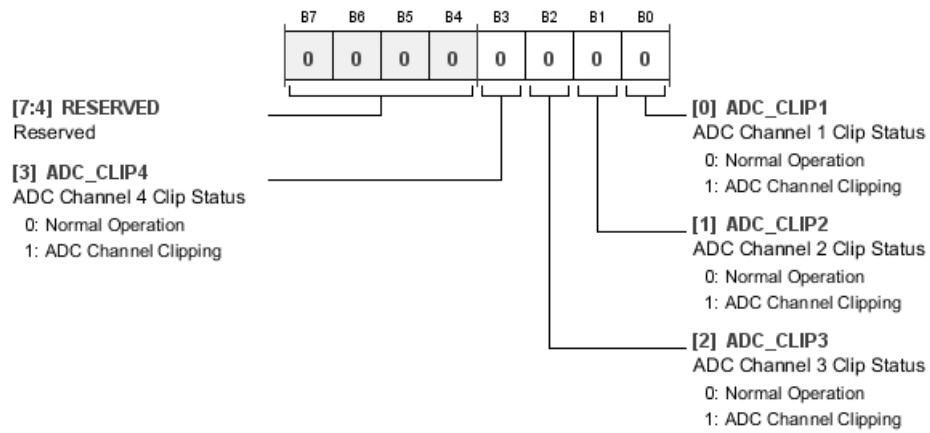 B7 B6 B5 B4 B3 B2 B1 B0
0 0 0 0 0 0 0 0
[7:4] RESERVED
Reserved
[3] ADC_CLIP4
ADC Channel 4 Clip Status
0: Normal Operation
1: ADC Channel Clipping
[0] ADC_CLIP1
ADC Channel 1 Clip Status
0: Normal Operation
1: ADC Channel Clipping
[1] ADC_CLIP2
ADC Channel 2 Clip Status
0: Normal Operation
1: ADC Channel Clipping
[2] ADC_CLIP3
ADC Channel 3 Clip Status
0: Normal Operation
1: ADC Channel Clipping